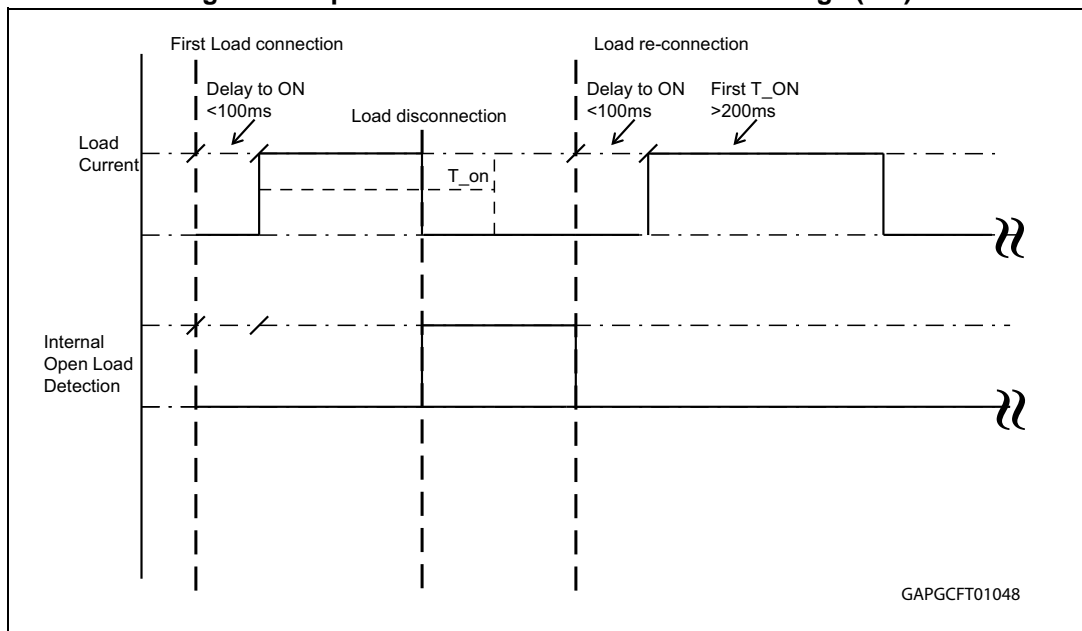 First Load connection
Load re-connection
Delay to ON
<100ms
Load disconnection
Delay to ON
<100ms
First T_ON
>200ms
Load
Current
T_on
Internal
Open Load
Detection
GAPGCFT01048